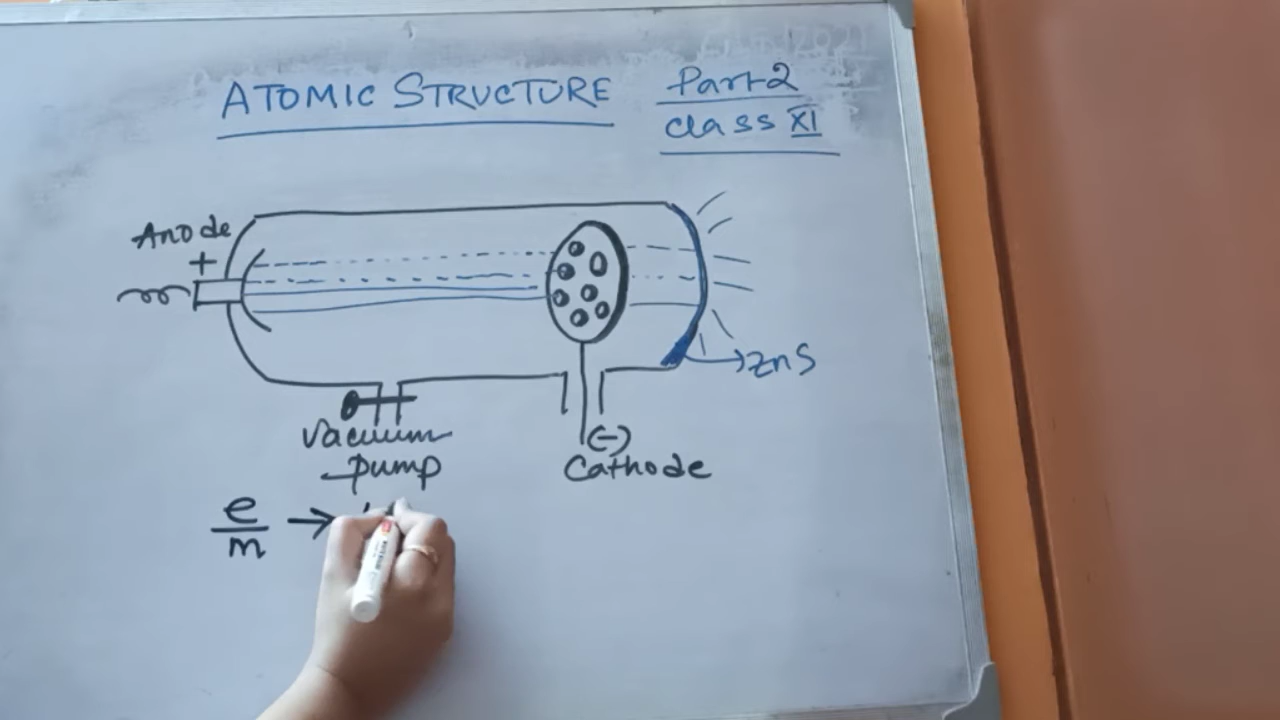 ATOMIC STRUCTURE Part-2
class XI
Anode
+
ZnS
Vacuum
pump
(-)
Cathode
e
m